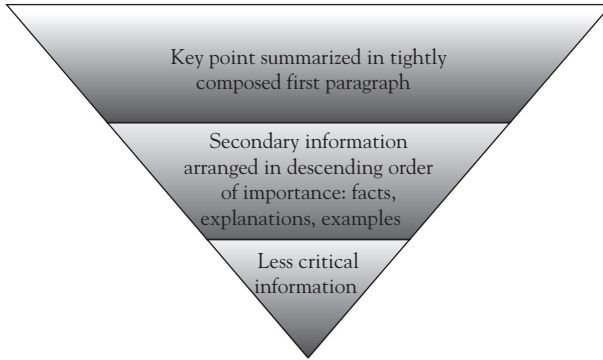 Key point summarized in tightly
composed first paragraph
Secondary information
arranged in descending order
of importance: facts,
explanations, examples
Less critical
information